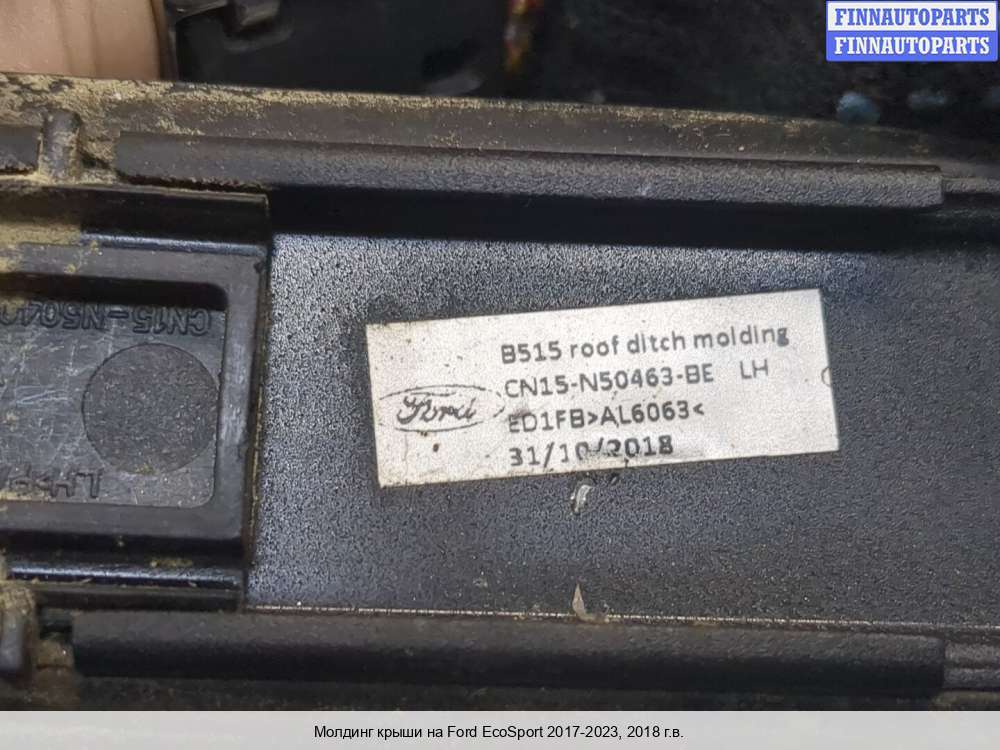 FINNAUTOPARTS
FINNAUTOPARTS
B515 roof ditch molding
CN15-N50463-BE LH
Ford
ED1FB>AL6063<
31/10/2018
Молдинг крыши на Ford EcoSport 2017-2023, 2018 г.в.